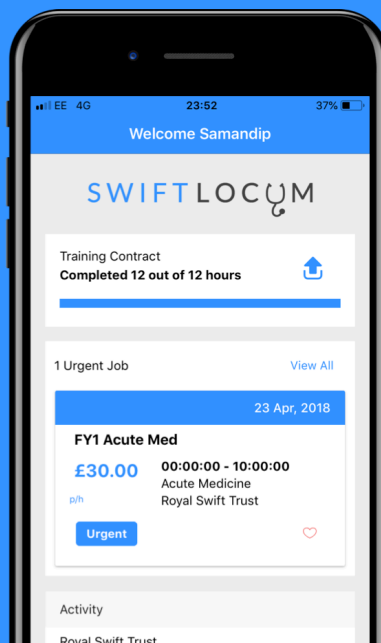 EE 4G 23:52 37%
Welcome Samandip
SWIFTLOCUM
Training Contract
Completed 12 out of 12 hours
1 Urgent Job View All
23 Apr, 2018
FY1 Acute Med
£30.00 00:00:00 - 10:00:00
Acute Medicine
p/h Royal Swift Trust
Urgent
Activity
Royal Swift Trust